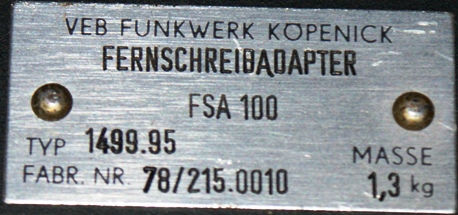 VEB FUNKWERK KÖPENICK
FERNSCHREIBADAPTER
FSA 100
TYP 1499.95
FABR. NR. 78/215.0010
MASSE
1,3 kg